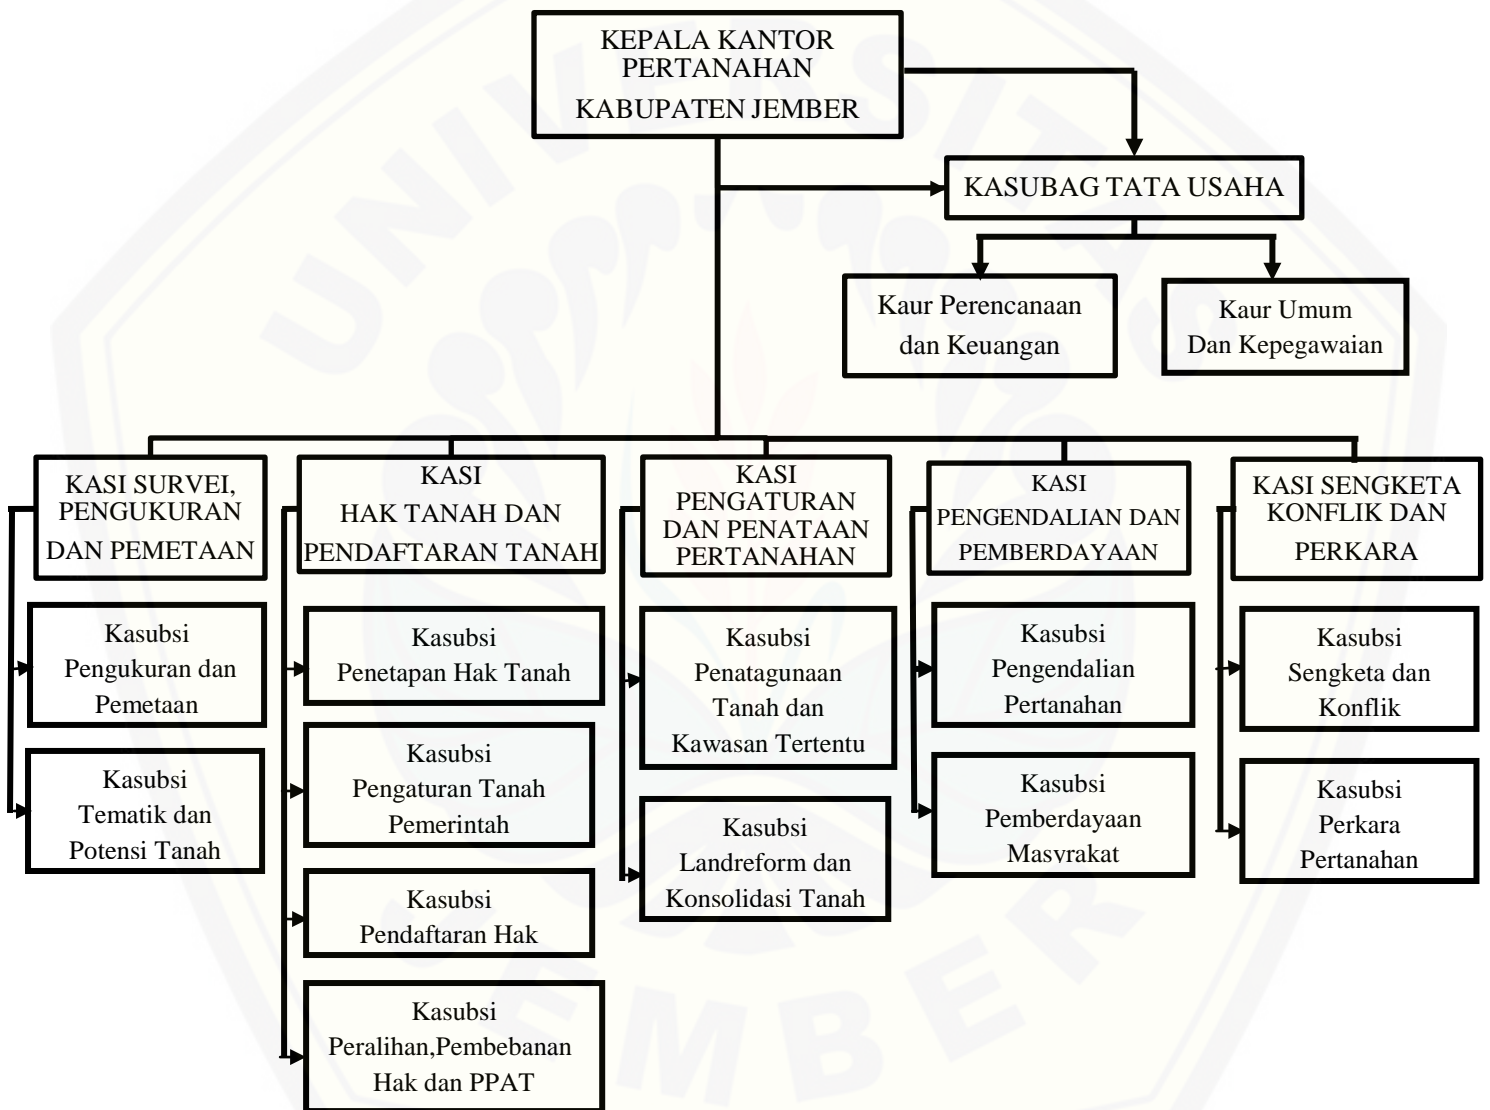 KEPALA KANTOR
PERTANAHAN
KABUPATEN JEMBER
KASUBAG TATA USAHA
Kaur Perencanaan
dan Keuangan
Kaur Umum
Dan Kepegawaian
KASI SURVEI,
PENGUKURAN
DAN PEMETAAN
KASI
HAK TANAH DAN
PENDAFTARAN TANAH
KASI
PENGATURAN
DAN PENATAAN
PERTANAHAN
KASI
PENGENDALIAN DAN
PEMBERDAYAAN
KASI SENGKETA
KONFLIK DAN
PERKARA
Kasubsi
Pengukuran dan
Pemetaan
Kasubsi
Tematik dan
Potensi Tanah
Kasubsi
Penetapan Hak Tanah
Kasubsi
Pengaturan Tanah
Pemerintah
Kasubsi
Pendaftaran Hak
Kasubsi
Peralihan,Pembebanan
Hak dan PPAT
Kasubsi
Penatagunaan
Tanah dan
Kawasan Tertentu
Kasubsi
Landreform dan
Konsolidasi Tanah
Kasubsi
Pengendalian
Pertanahan
Kasubsi
Pemberdayaan
Masyrakat
Kasubsi
Sengketa dan
Konflik
Kasubsi
Perkara
Pertanahan
UNIVERSITAS
JEMBER